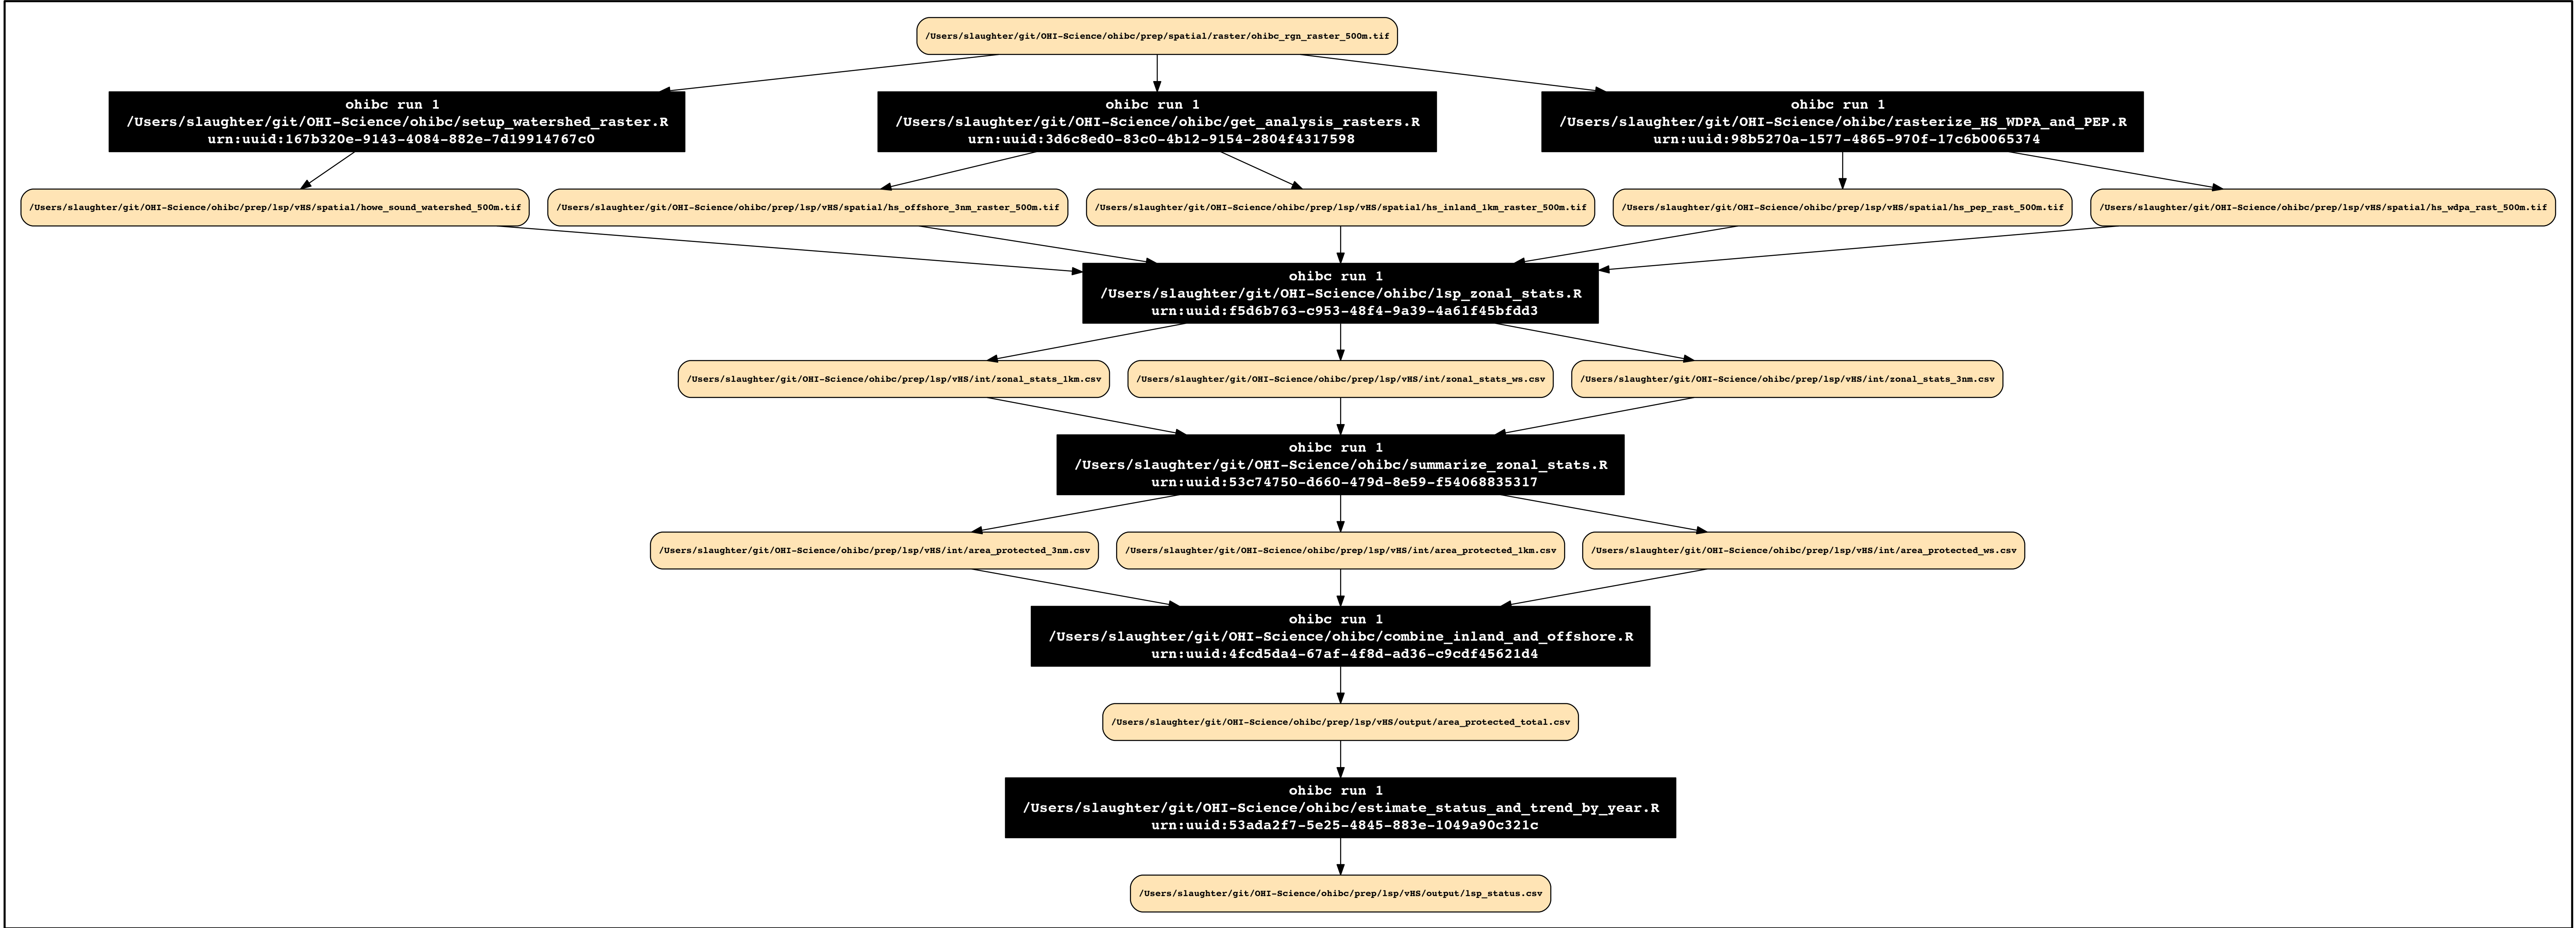 /Users/slaughter/git/OHI-Science/ohibc/prep/spatial/raster/ohibc_rgn_raster_500m.tif
ohibc run 1
/Users/slaughter/git/OHI-Science/ohibc/setup_watershed_raster.R
urn:uuid:167b320e-9143-4084-882e-7d19914767c0
ohibc run 1
/Users/slaughter/git/OHI-Science/ohibc/get_analysis_rasters.R
urn:uuid:3d6c8ed0-83c0-4b12-9154-2804f4317598
ohibc run 1
/Users/slaughter/git/OHI-Science/ohibc/rasterize_HS_WDPA_and_PEP.R
urn:uuid:98b5270a-1577-4865-970f-17c6b0065374
/Users/slaughter/git/OHI-Science/ohibc/prep/lsp/vHS/spatial/howe_sound_watershed_500m.tif
/Users/slaughter/git/OHI-Science/ohibc/prep/lsp/vHS/spatial/hs_offshore_3nm_raster_500m.tif
/Users/slaughter/git/OHI-Science/ohibc/prep/lsp/vHS/spatial/hs_inland_1km_raster_500m.tif
/Users/slaughter/git/OHI-Science/ohibc/prep/lsp/vHS/spatial/hs_pep_rast_500m.tif
/Users/slaughter/git/OHI-Science/ohibc/prep/lsp/vHS/spatial/hs_wdpa_rast_500m.tif
ohibc run 1
/Users/slaughter/git/OHI-Science/ohibc/lsp_zonal_stats.R
urn:uuid:f5d6b763-c953-48f4-9a39-4a61f45bfdd3
/Users/slaughter/git/OHI-Science/ohibc/prep/lsp/vHS/int/zonal_stats_1km.csv
/Users/slaughter/git/OHI-Science/ohibc/prep/lsp/vHS/int/zonal_stats_ws.csv
/Users/slaughter/git/OHI-Science/ohibc/prep/lsp/vHS/int/zonal_stats_3nm.csv
ohibc run 1
/Users/slaughter/git/OHI-Science/ohibc/summarize_zonal_stats.R
urn:uuid:53c74750-d660-479d-8e59-f54068835317
/Users/slaughter/git/OHI-Science/ohibc/prep/lsp/vHS/int/area_protected_3nm.csv
/Users/slaughter/git/OHI-Science/ohibc/prep/lsp/vHS/int/area_protected_1km.csv
/Users/slaughter/git/OHI-Science/ohibc/prep/lsp/vHS/int/area_protected_ws.csv
ohibc run 1
/Users/slaughter/git/OHI-Science/ohibc/combine_inland_and_offshore.R
urn:uuid:4fcd5da4-67af-4f8d-ad36-c9cdf45621d4
/Users/slaughter/git/OHI-Science/ohibc/prep/lsp/vHS/output/area_protected_total.csv
ohibc run 1
/Users/slaughter/git/OHI-Science/ohibc/estimate_status_and_trend_by_year.R
urn:uuid:53ada2f7-5e25-4845-883e-1049a90c321c
/Users/slaughter/git/OHI-Science/ohibc/prep/lsp/vHS/output/lsp_status.csv